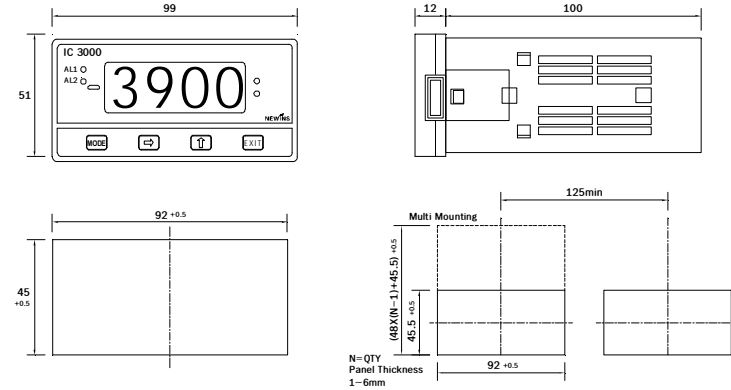 99
12
100
51
IC 3000
AL1
AL2
3900
NEWINS
MODE
EXIT
92 +0.5
45
+0.5
125min
Multi Mounting
(48X(N-1)+45.5) +0.5
45.5 +0.5
92 +0.5
N=QTY
Panel Thickness
1-6mm